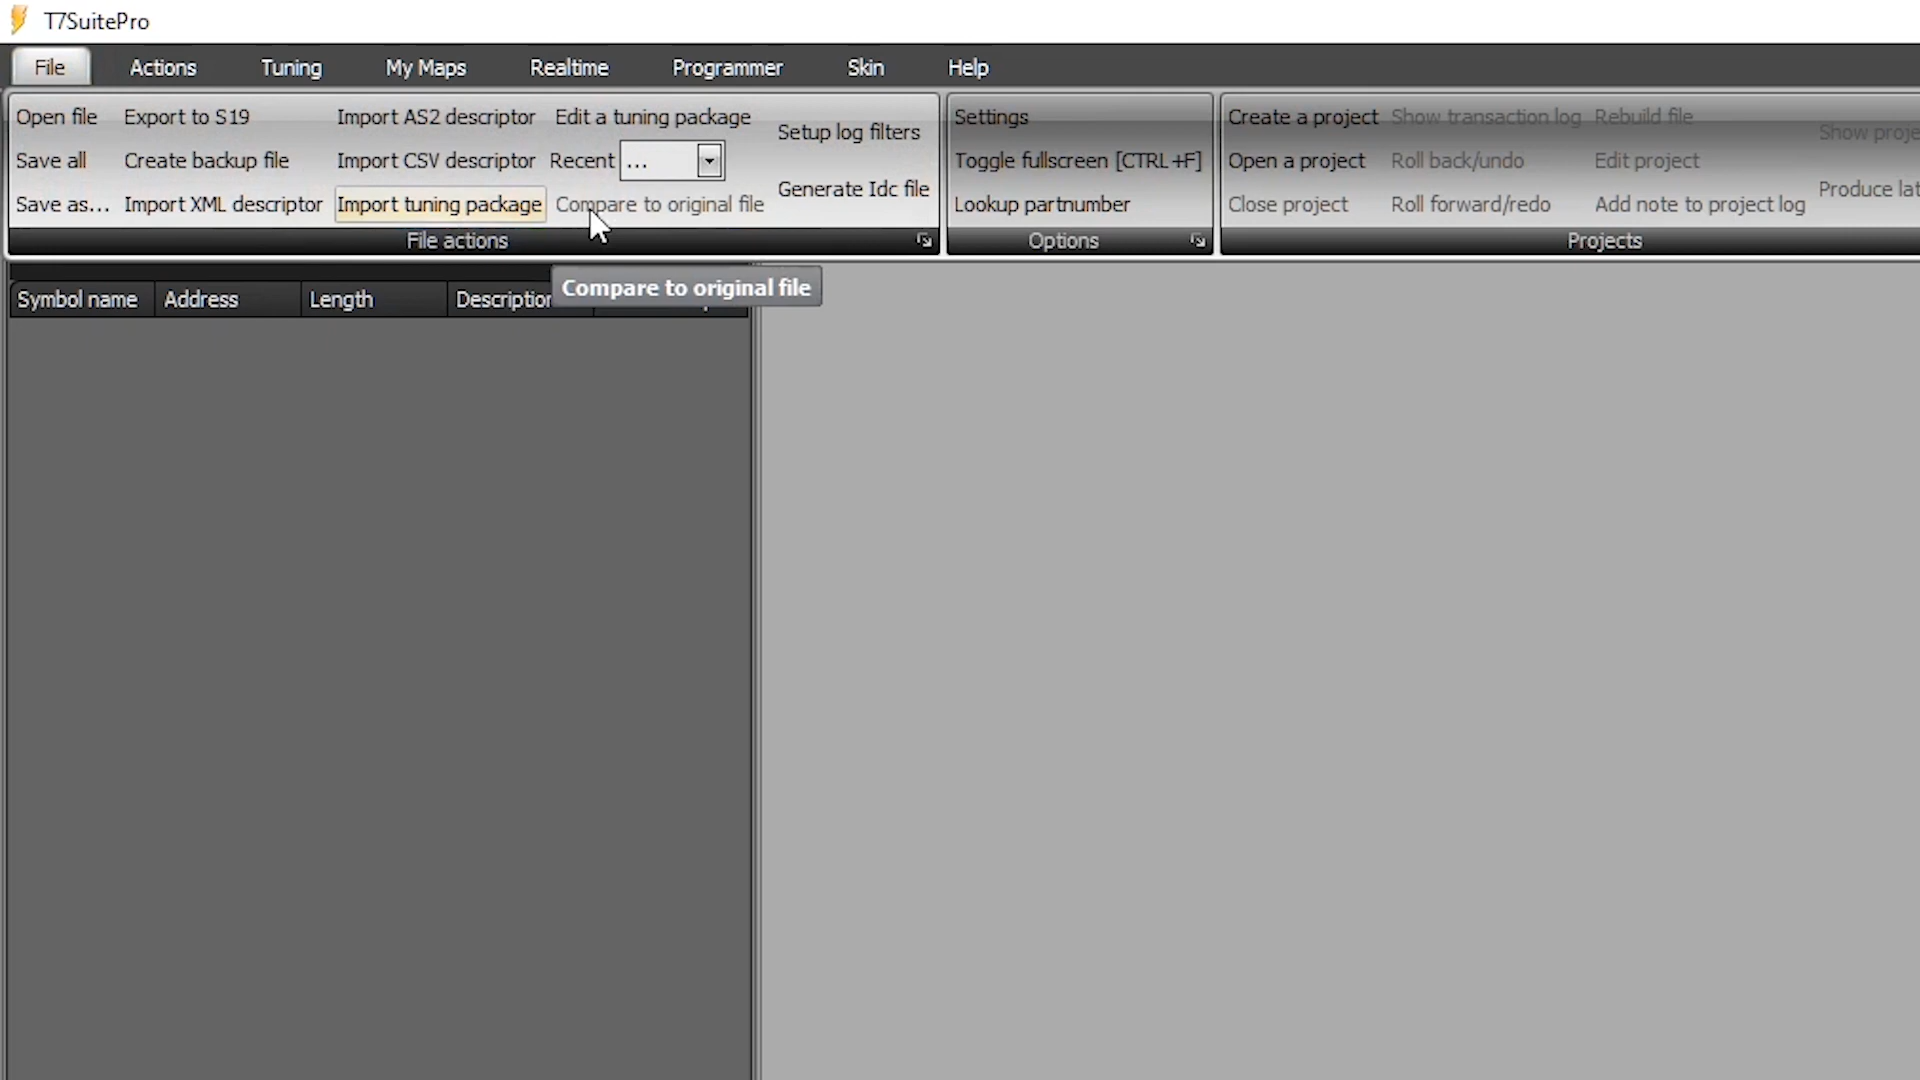 T7SuitePro
File Actions Tuning My Maps Realtime Programmer Skin Help
Open file Export to S19 Import AS2 descriptor Edit a tuning package Setup log filters Settings Create a project Show transaction log Rebuild file Show proje
Save all Create backup file Import CSV descriptor Recent ... Toggle fullscreen [CTRL+F] Open a project Roll back/undo Edit project
Save as... Import XML descriptor Import tuning package Compare to original file Generate Idc file Lookup partnumber Close project Roll forward/redo Add note to project log Produce lat
File actions Options Projects
Compare to original file
Symbol name Address Length Description